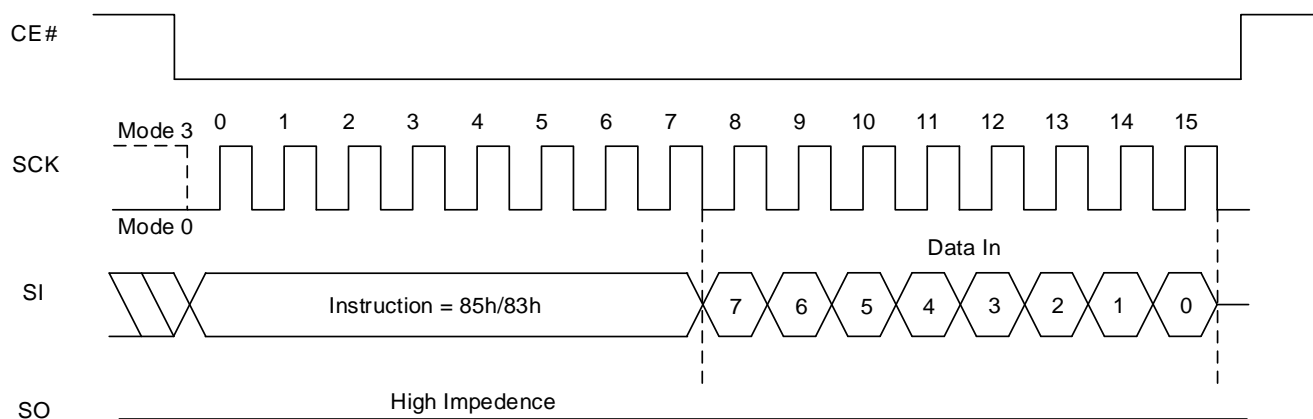 CE#
Mode 3
0 1 2 3 4 5 6 7 8 9 10 11 12 13 14 15
SCK
Mode 0
Data In
SI
Instruction = 85h/83h
7 6 5 4 3 2 1 0
High Impedence
SO